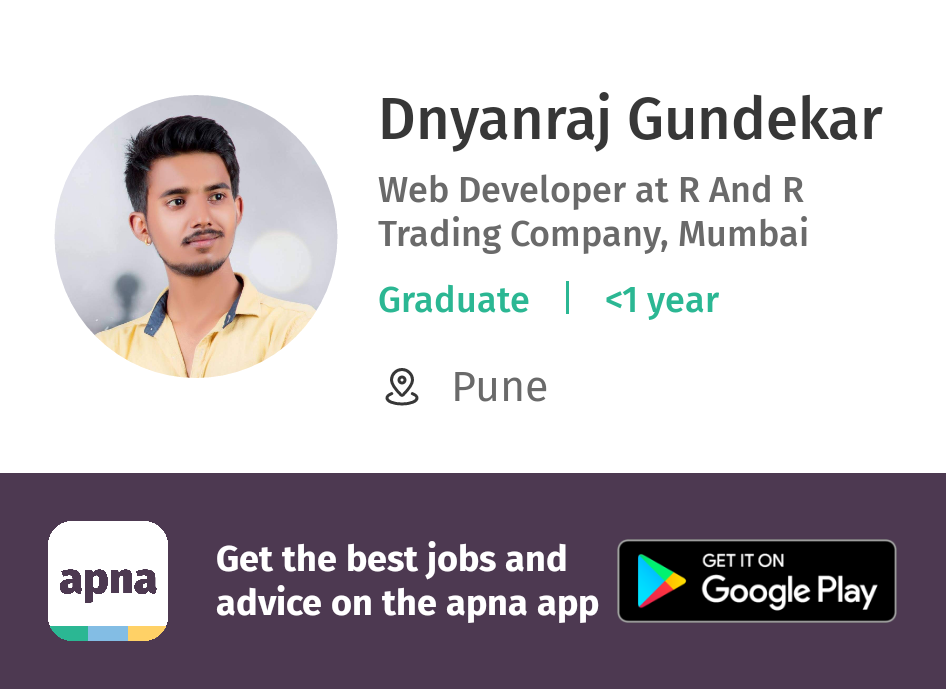 Dnyanraj Gundekar
Web Developer at R And R
Trading Company, Mumbai
Graduate | <1 year
Pune
apna
Get the best jobs and
advice on the apna app
GET IT ON
Google Play